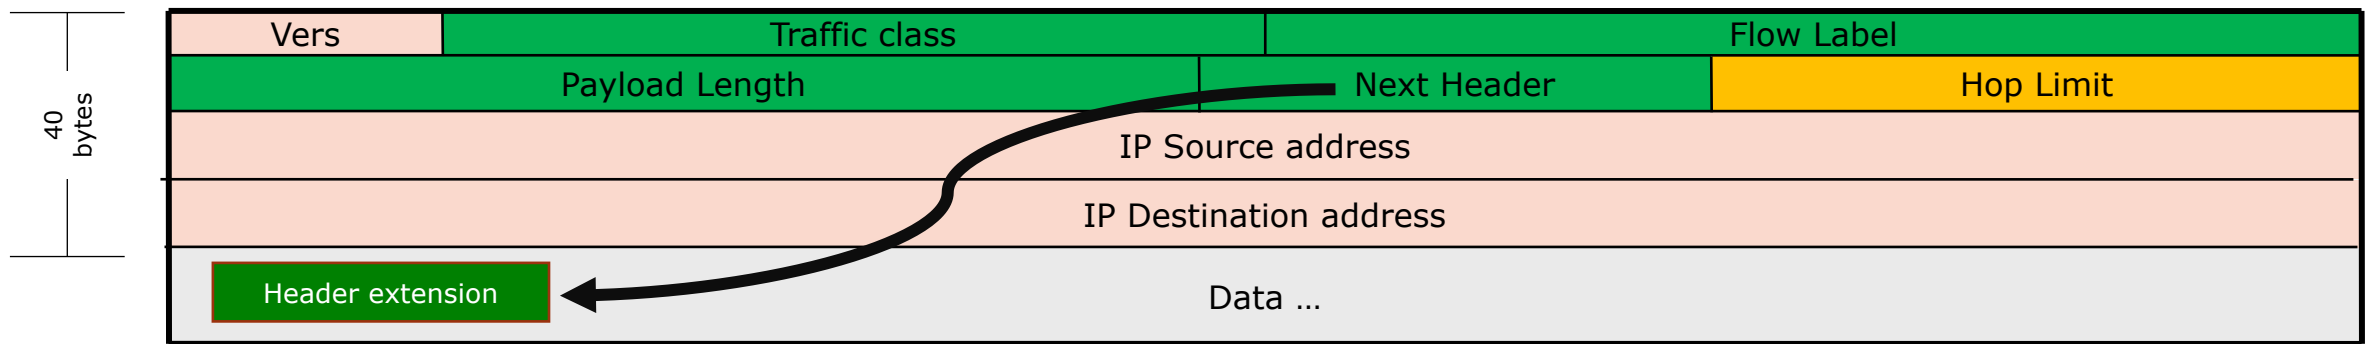 Vers Traffic class Flow Label
Payload Length Next Header Hop Limit
40
bytes
IP Source address
IP Destination address
Header extension Data ...